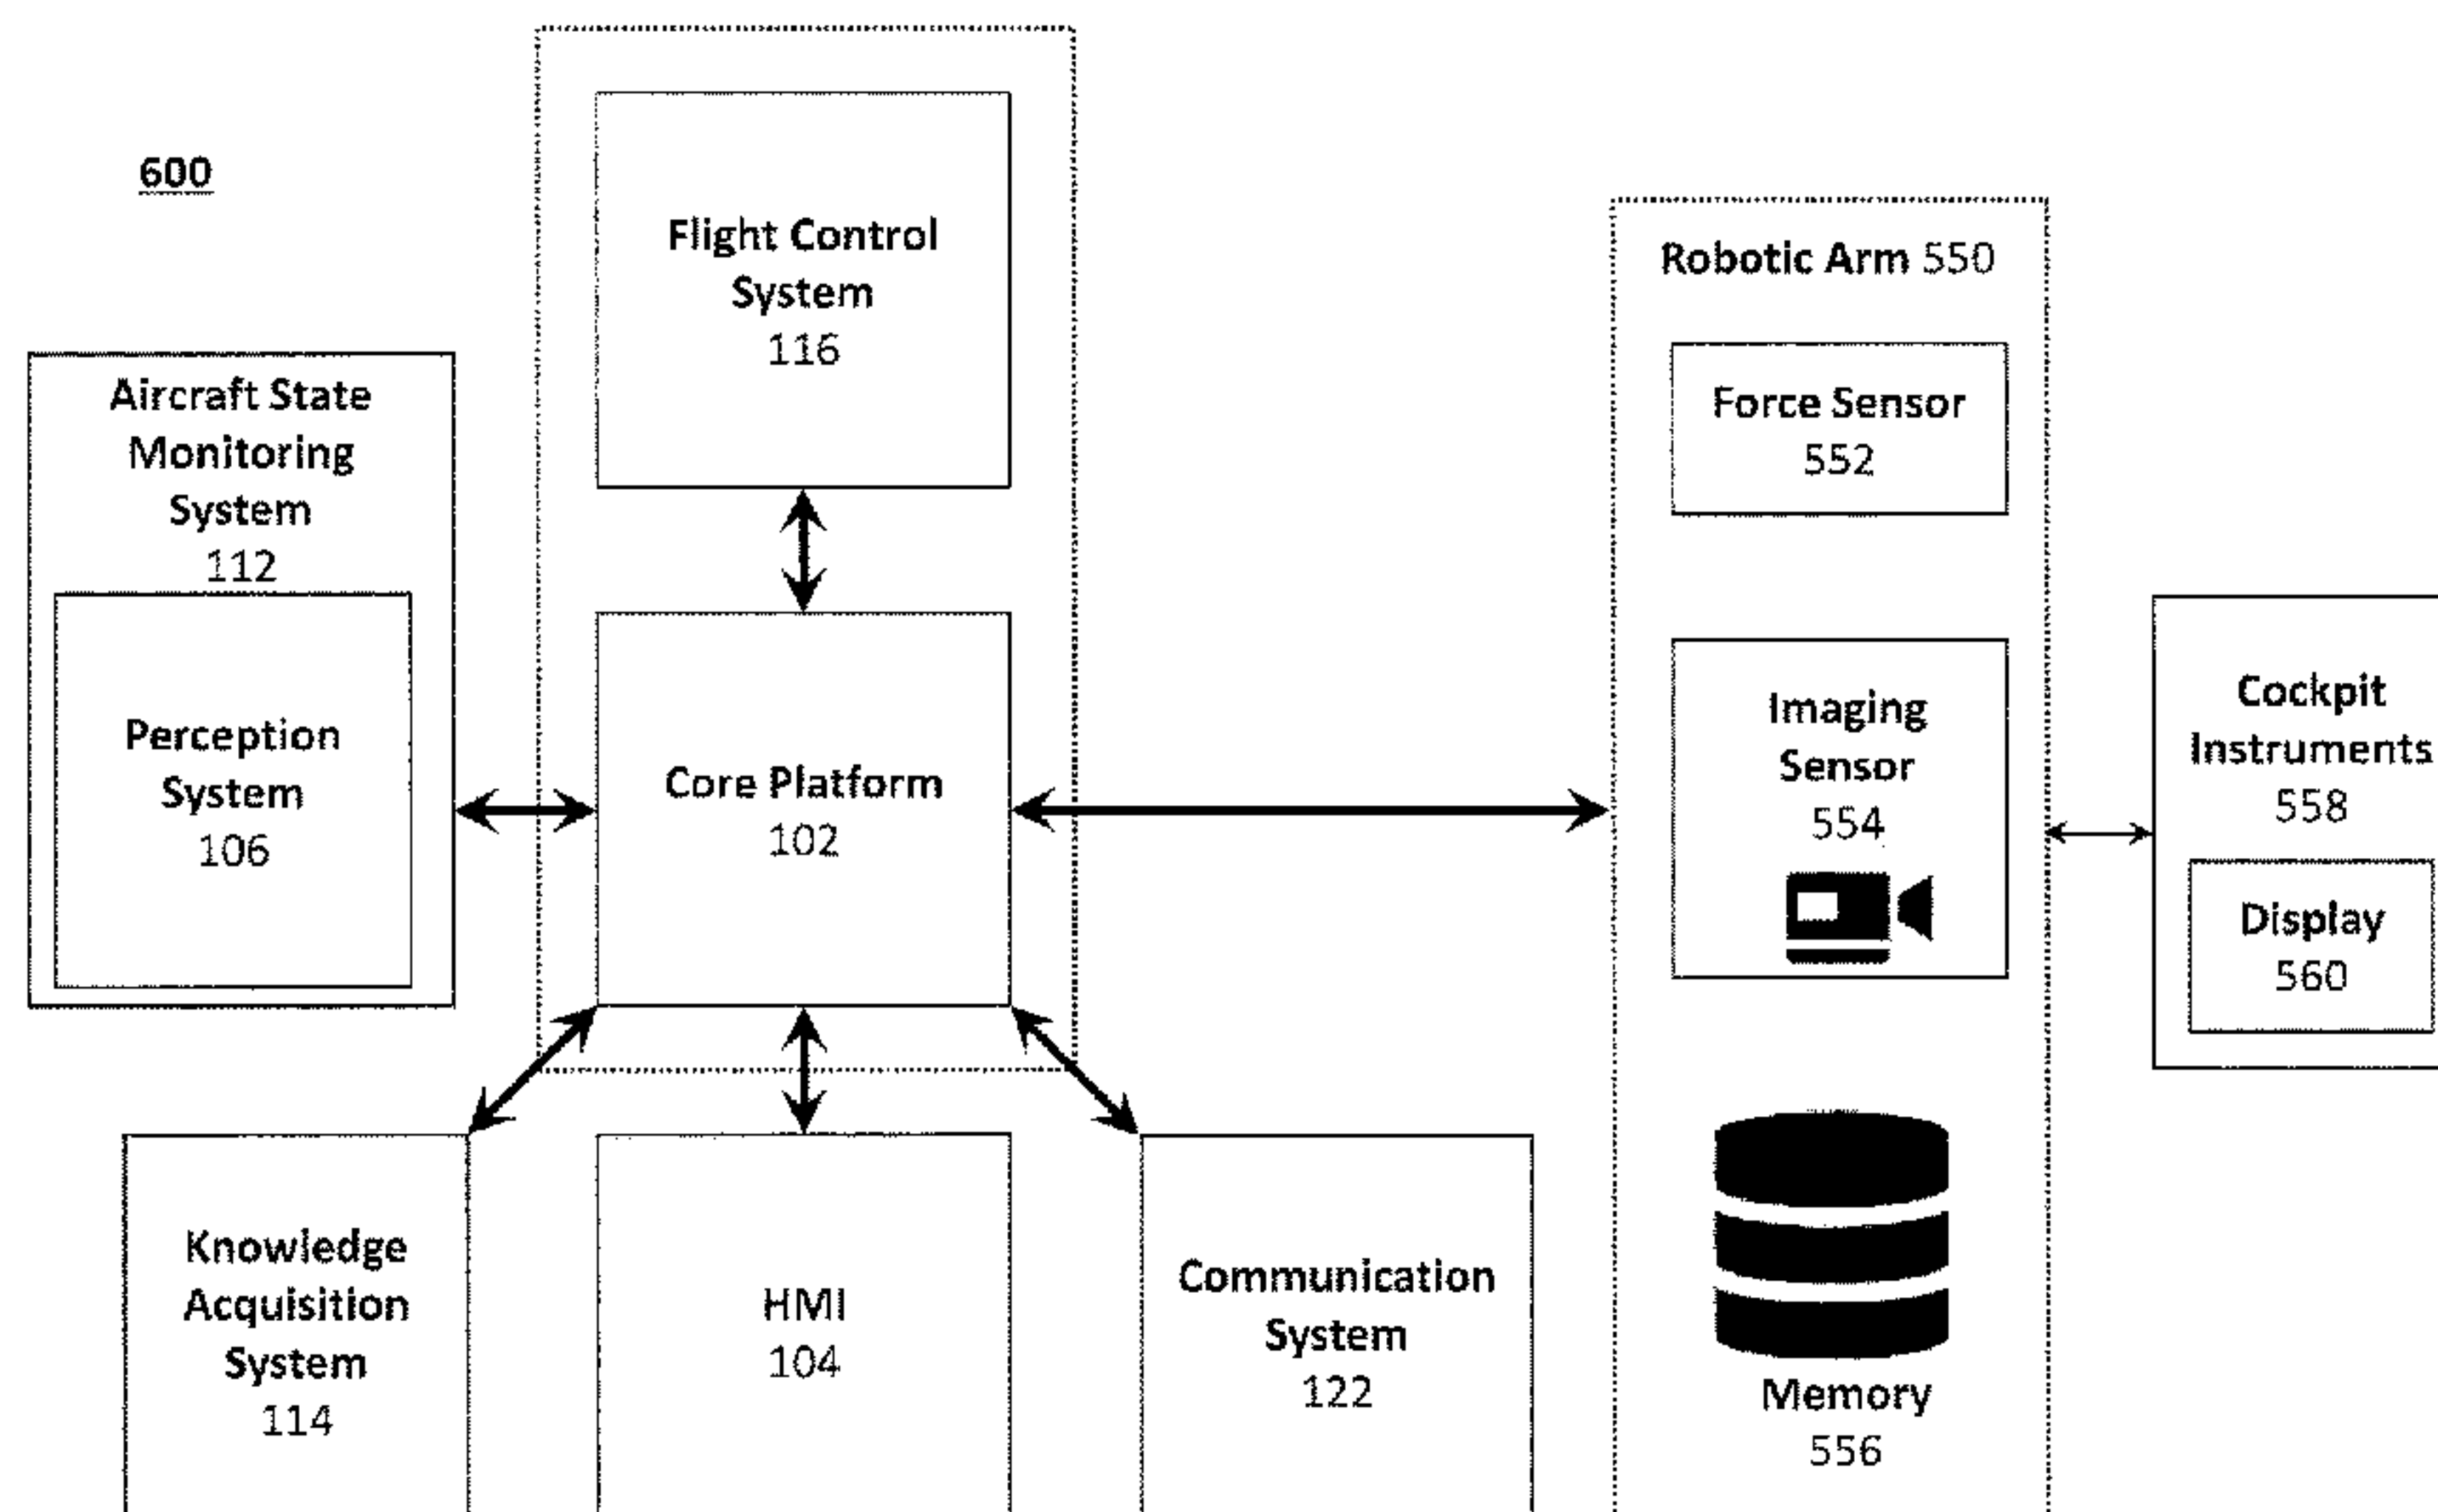 600
Flight Control
System
116
Aircraft State
Monitoring
System
112
Perception
System
106
Core Platform
102
Robotic Arm 550
Force Sensor
552
Imaging
Sensor
554
Cockpit
Instruments
558
Display
560
Knowledge
Acquisition
System
114
HMI
104
Communication
System
122
Memory
556